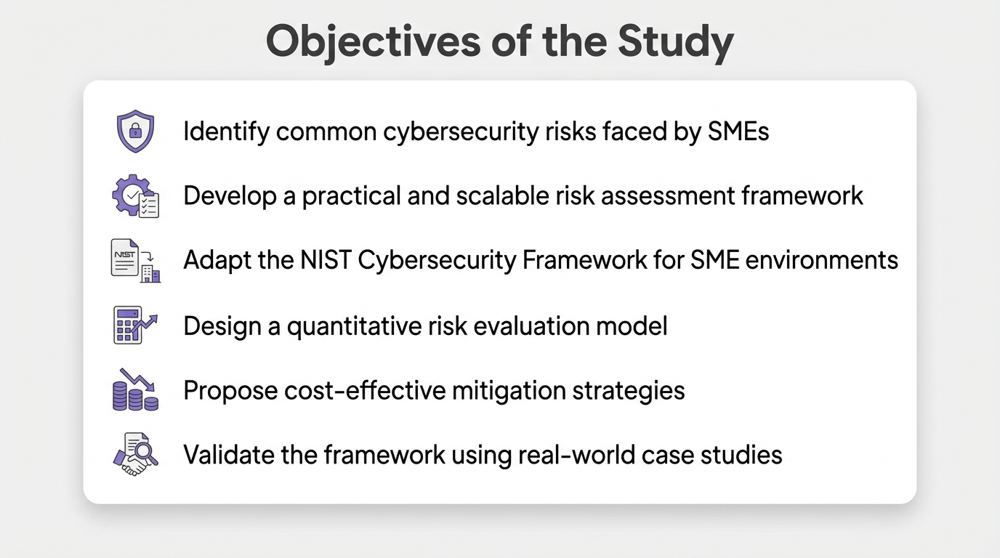 Objectives of the Study
Identify common cybersecurity risks faced by SMEs
Develop a practical and scalable risk assessment framework
Adapt the NIST Cybersecurity Framework for SME environments
Design a quantitative risk evaluation model
Propose cost-effective mitigation strategies
Validate the framework using real-world case studies